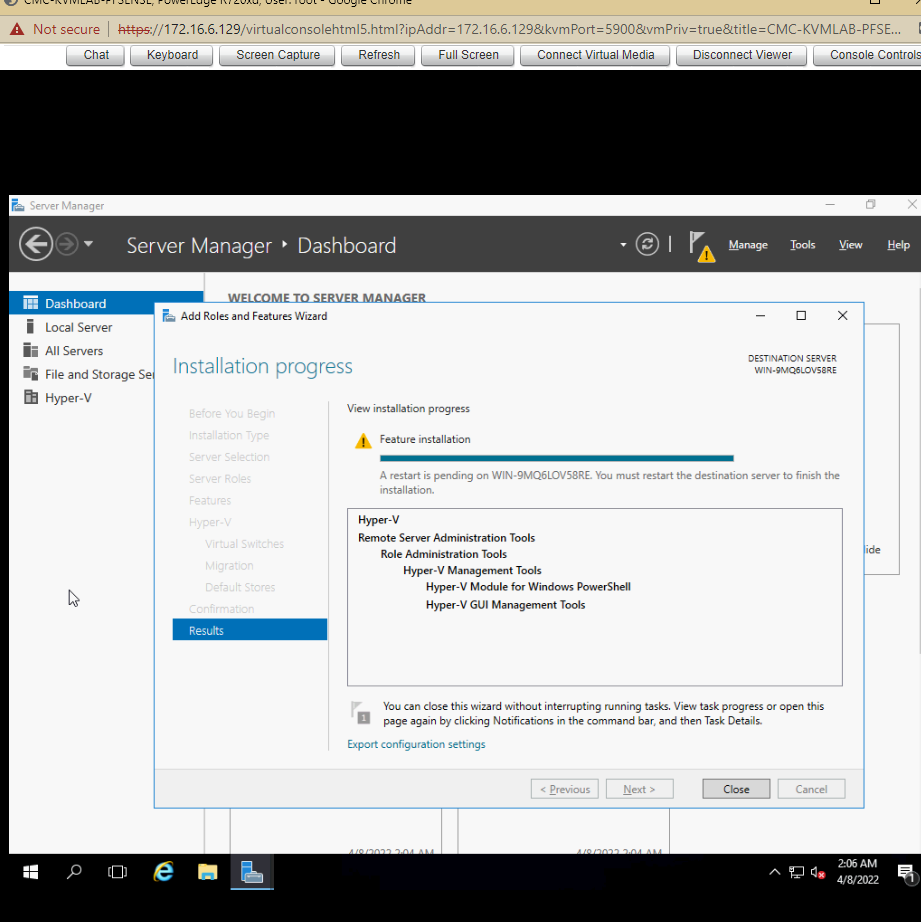 CMC-KVMLAB-PFSENSE, PowerEdge R720xd, User: root - Google Chrome
Not secure | https://172.16.6.129/virtualconsolehtml5.html?ipAddr=172.16.6.129&kvmPort=5900&vmPriv=true&title=CMC-KVMLAB-PFSE...
Chat Keyboard Screen Capture Refresh Full Screen Connect Virtual Media Disconnect Viewer Console Controls
Server Manager
Server Manager Dashboard Manage Tools View Help
WELCOME TO SERVER MANAGER
Dashboard
Local Server
All Servers
File and Storage Ser
Hyper-V
Add Roles and Features Wizard
Installation progress
DESTINATION SERVER
WIN-9MQ6LOV58RE
Before You Begin
Installation Type
Server Selection
Server Roles
Features
Hyper-V
Virtual Switches
Migration
Default Stores
Confirmation
Results
View installation progress
Feature installation
A restart is pending on WIN-9MQ6LOV58RE. You must restart the destination server to finish the
installation.
Hyper-V
Remote Server Administration Tools
Role Administration Tools
Hyper-V Management Tools
Hyper-V Module for Windows PowerShell
Hyper-V GUI Management Tools
1
You can close this wizard without interrupting running tasks. View task progress or open this
page again by clicking Notifications in the command bar, and then Task Details.
Export configuration settings
< Previous Next > Close Cancel
ide
4/8/2022 2:04 AM 4/8/2022 2:04 AM
2:06 AM
4/8/2022
1